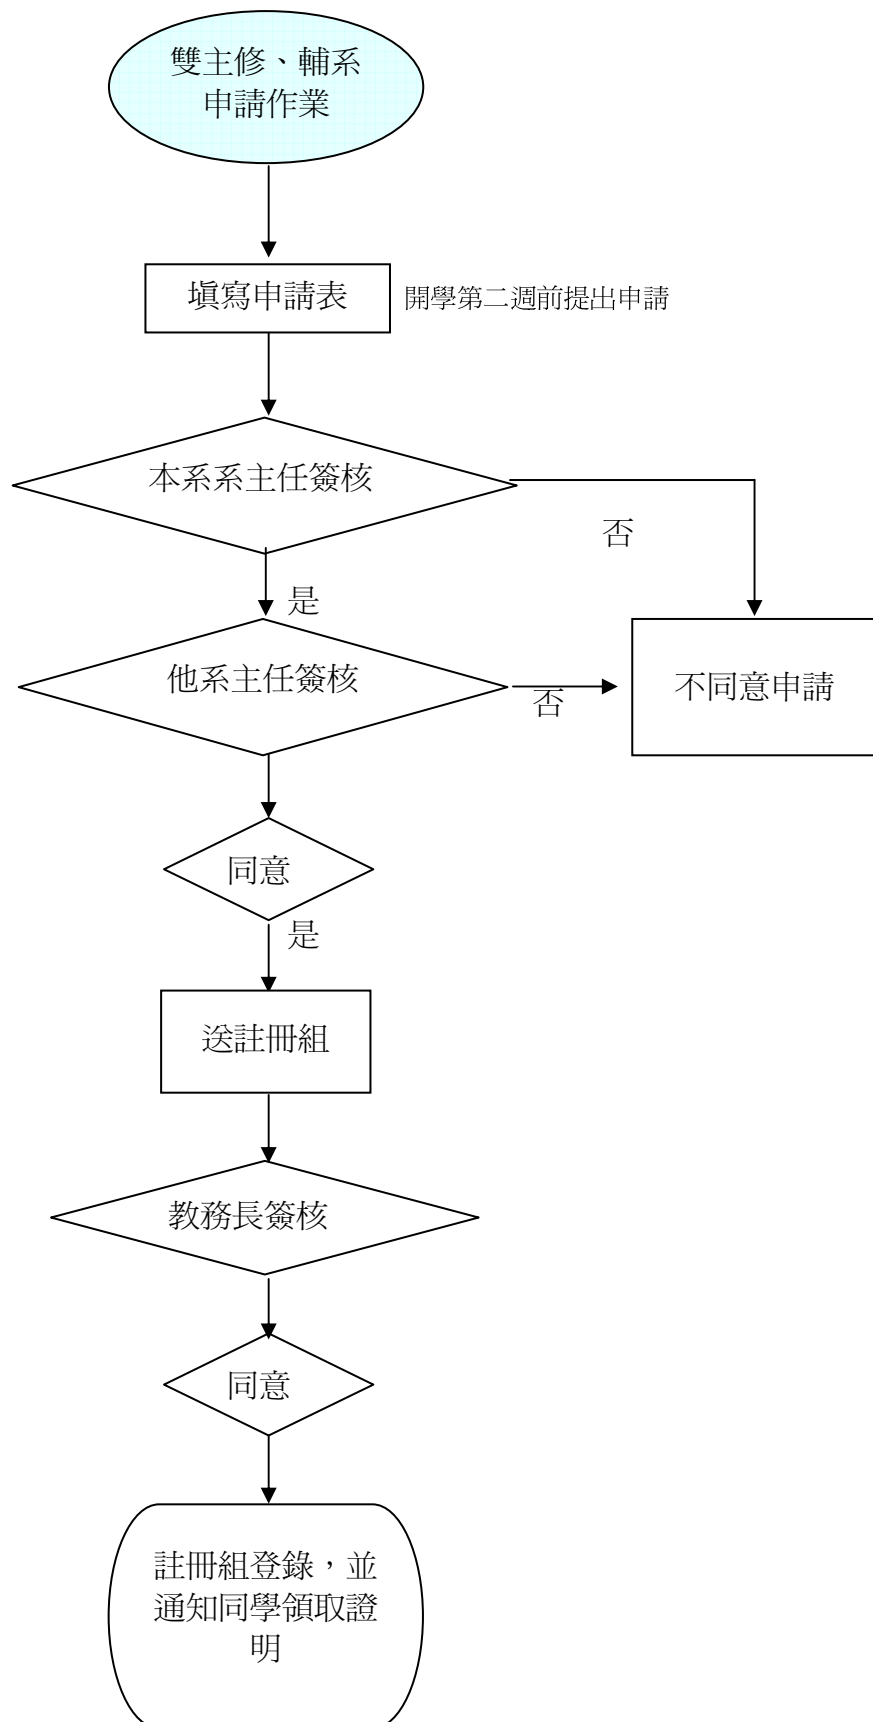 雙主修、輔系
申請作業
填寫申請表
開學第二週前提出申請
本系系主任簽核
否
是
他系主任簽核
否
不同意申請
同意
是
送註冊組
教務長簽核
同意
註冊組登錄，並
通知同學領取證
明